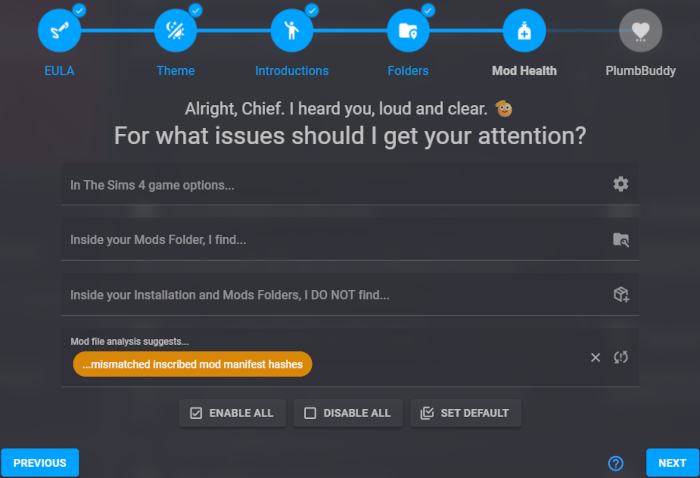 EULA
Theme
Introductions
Folders
Mod Health
PlumbBuddy
Alright, Chief. I heard you, loud and clear.
For what issues should I get your attention?
In The Sims 4 game options...
Inside your Mods Folder, I find...
Inside your Installation and Mods Folders, I DO NOT find...
Mod file analysis suggests...
...mismatched inscribed mod manifest hashes
ENABLE ALL
DISABLE ALL
SET DEFAULT
PREVIOUS
NEXT